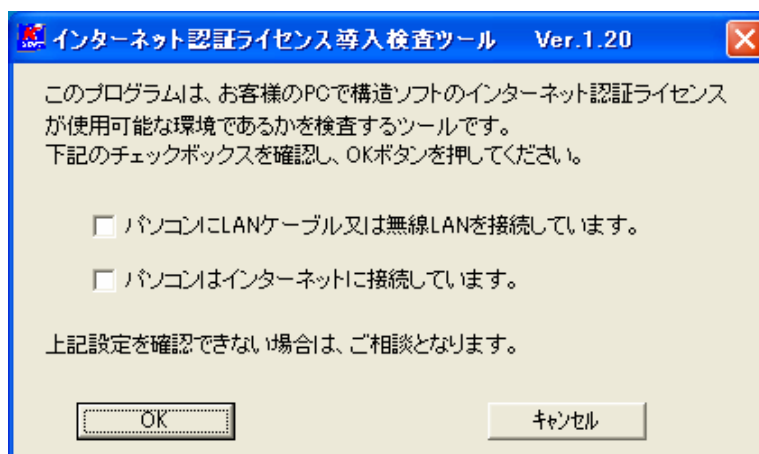 インターネット認証ライセンス導入検査ツール Ver.1.20
このプログラムは、お客様のPCで構造ソフトのインターネット認証ライセンス
が使用可能な環境であるかを検査するツールです。
下記のチェックボックスを確認し、OKボタンを押してください。
パソコンにLANケーブル又は無線LANを接続しています。
パソコンはインターネットに接続しています。
上記設定を確認できない場合は、ご相談となります。
OK
キャンセル